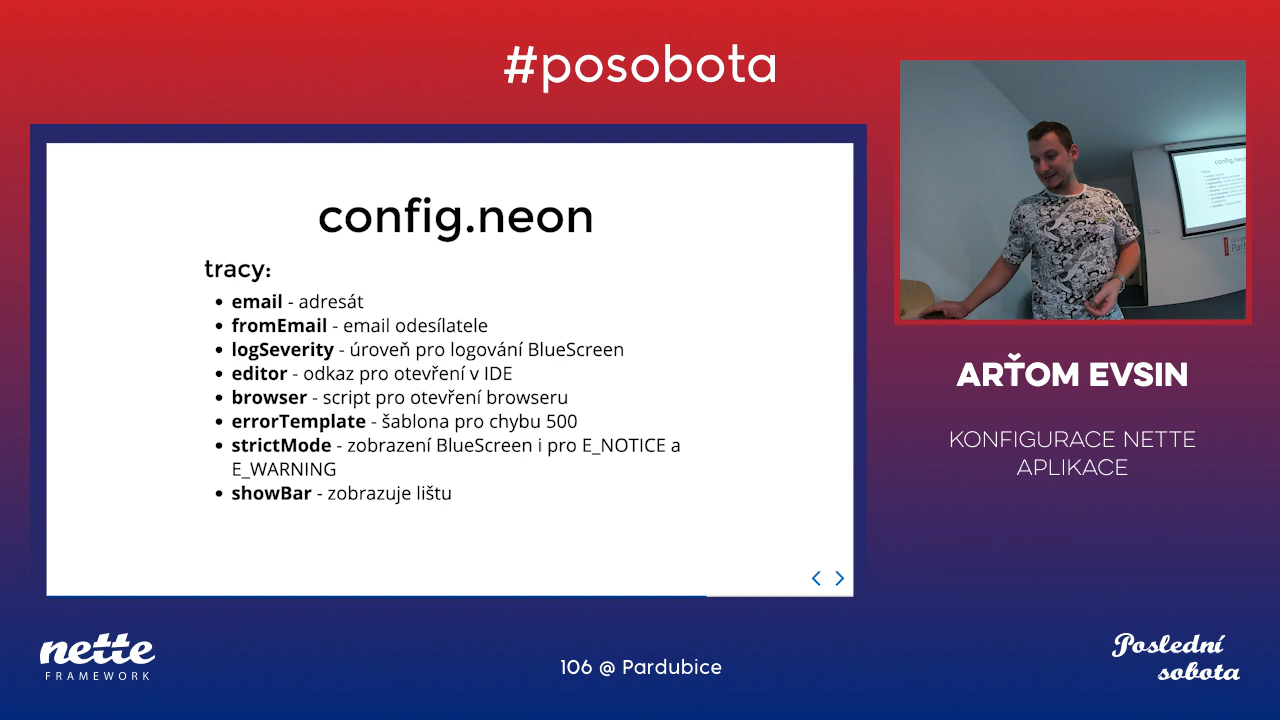 #posobota
config.neon
tracy:
email - adresát
fromEmail - email odesílatele
logSeverity - úroveň pro logování BlueScreen
editor - odkaz pro otevření v IDE
browser - script pro otevření browseru
errorTemplate - šablona pro chybu 500
strictMode - zobrazení BlueScreen i pro E_NOTICE a
E_WARNING
showBar - zobrazuje lištu
config.neon
ARŤOM EVSIN
KONFIGURACE NETTE
APLIKACE
nette
FRAMEWORK
106 @ Pardubice
Poslední
sobota